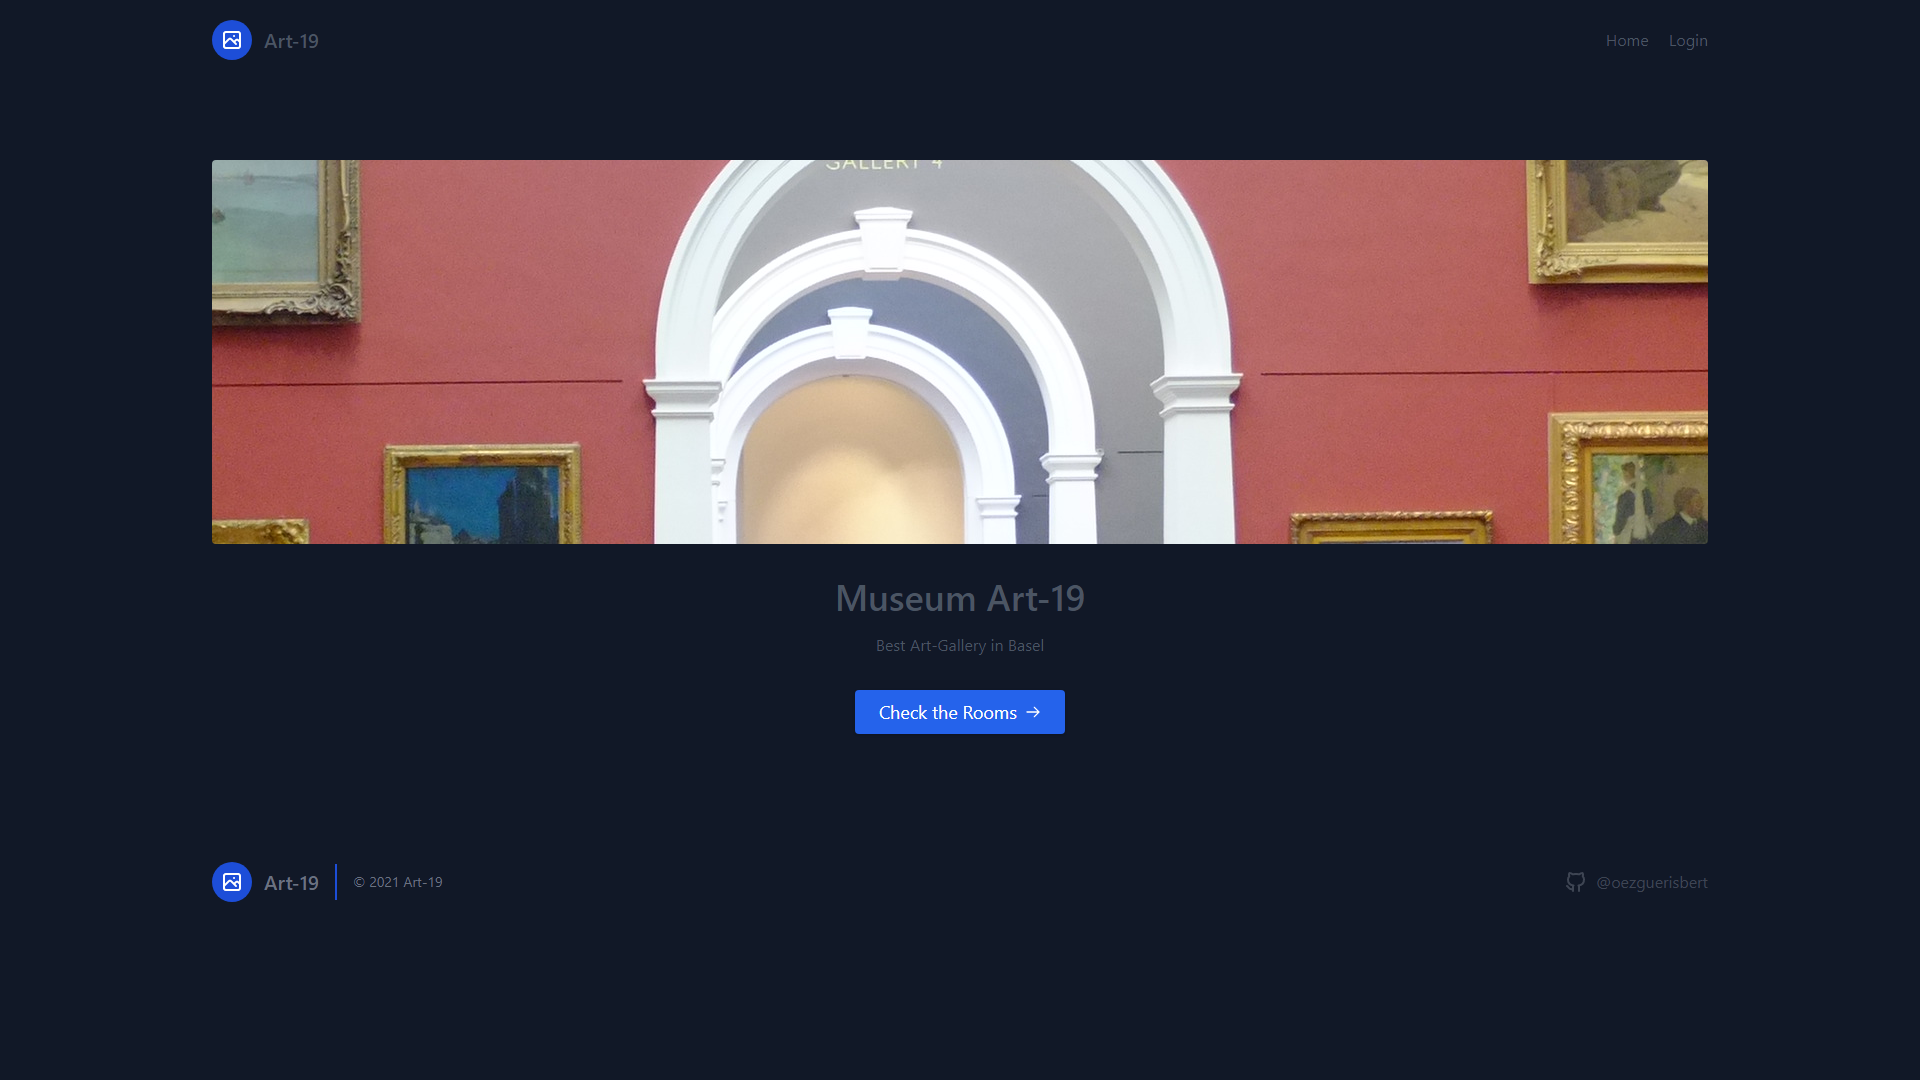 Art-19
Home
Login
GALLERY 4
Museum Art-19
Best Art-Gallery in Basel
Check the Rooms →
Art-19
© 2021 Art-19
@oezguerisbert